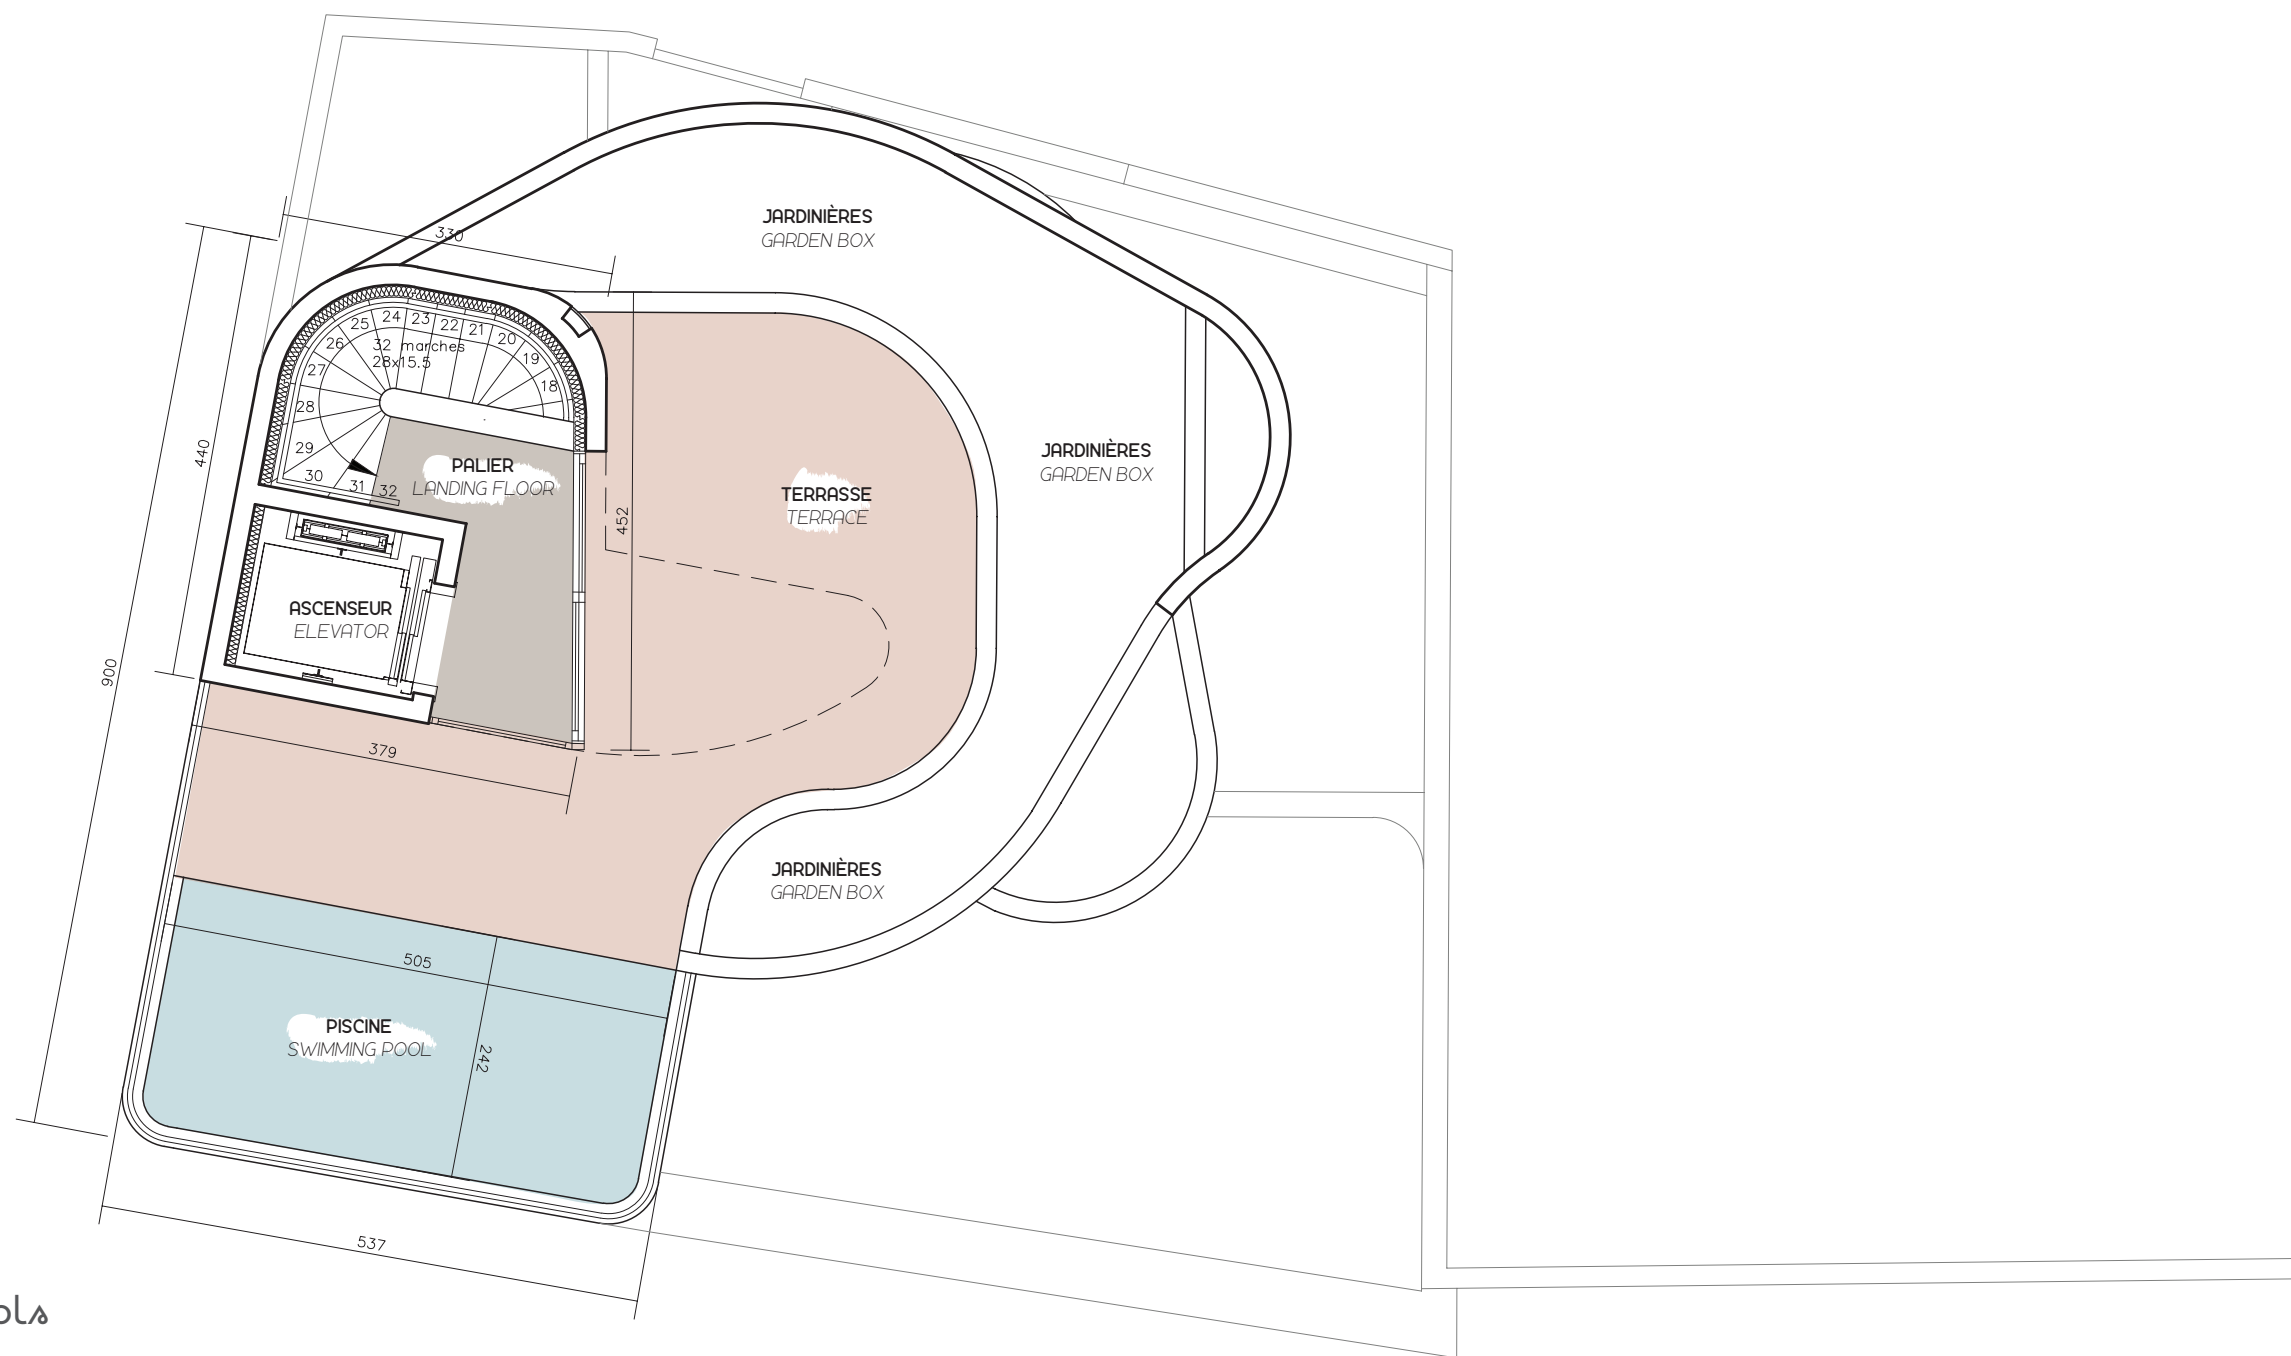 JARDINIÈRES
GARDEN BOX
330
25
24
23
22
21
20
19
18
26
27
28
29
30
31
32
32 marches
28x15.5
440
900
PALIER
LANDING FLOOR
452
TERRASSE
TERRACE
JARDINIÈRES
GARDEN BOX
ASCENSEUR
ELEVATOR
379
JARDINIÈRES
GARDEN BOX
505
242
PISCINE
SWIMMING POOL
537